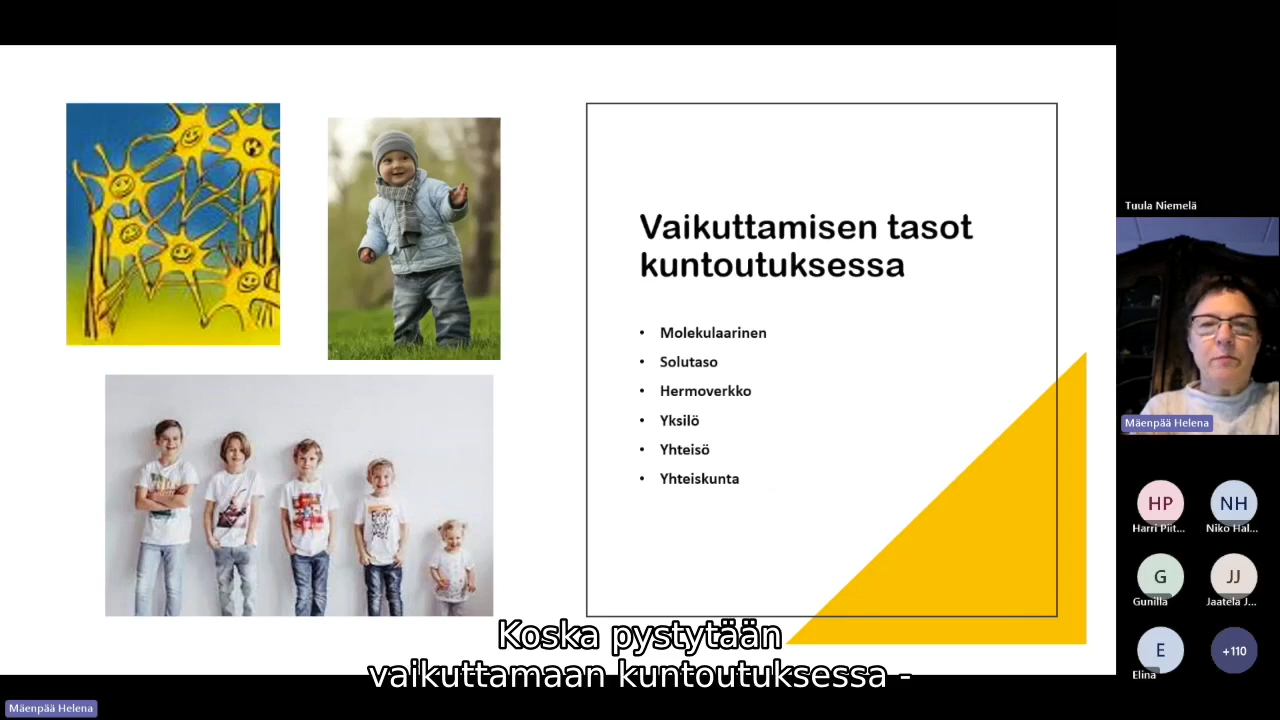 Vaikuttamisen tasot
kuntoutuksessa
• Molekulaarinen
• Solutaso
• Hermoverkko
• Yksilö
• Yhteisö
• Yhteiskunta
Koska pystytään
vaikuttamaan kuntoutuksessa -
Tuula Niemelä
Mäenpää Helena
HP
Harri Piit...
NH
Niko Hal...
G
Gunilla
JJ
Jaatela J...
E
Elina
+110
Mäenpää Helena